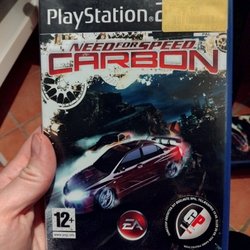 PlayStation 2
NEED FOR SPEED
CARBON
12+
www.pegi.info
EA